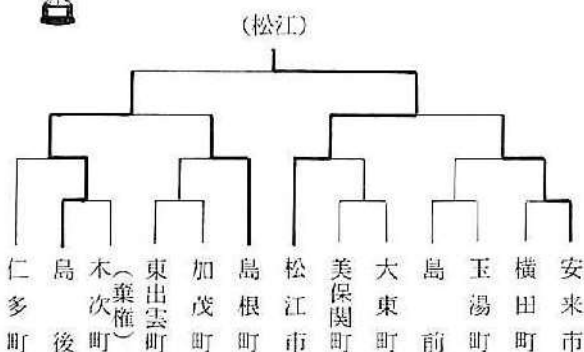 (松江)
仁多町
島後
木次町(棄権)
東出雲町
加茂町
島根町
松江市
美保関町
大東町
島前
玉湯町
横田町
安来市